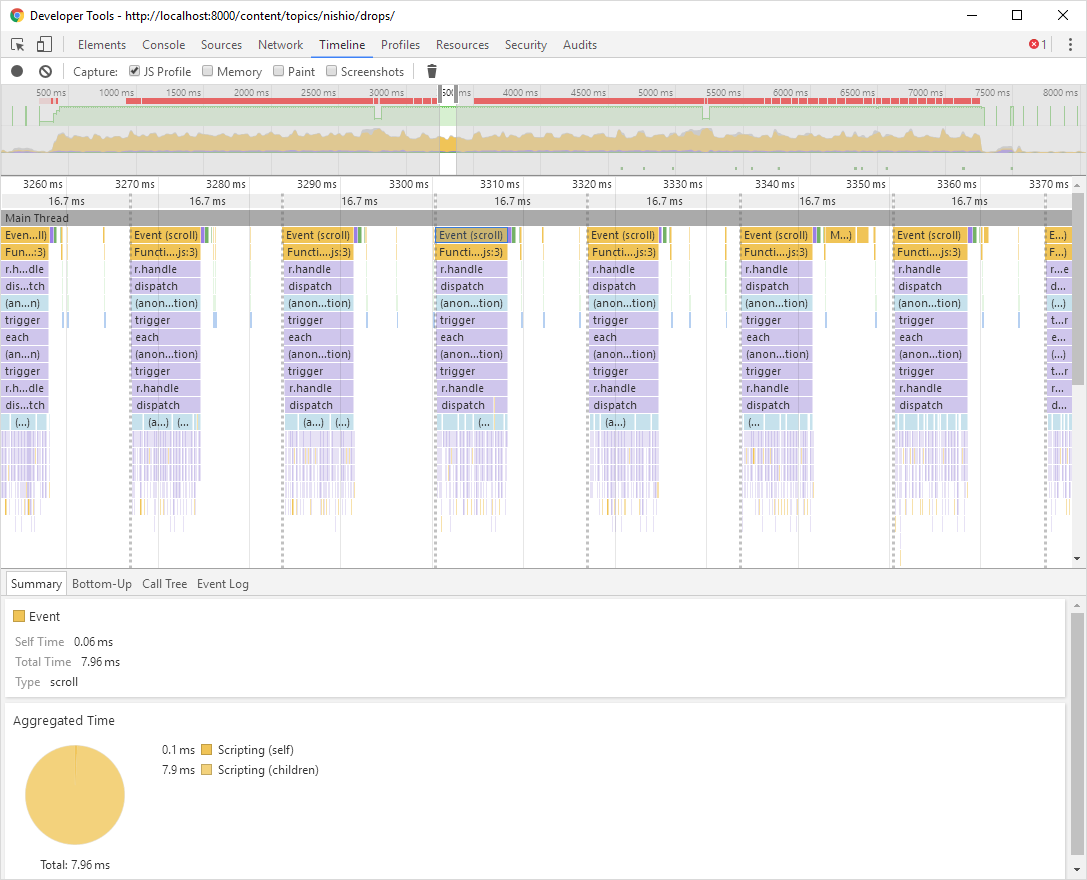 Developer Tools - http://localhost:8000/content/topics/nishio/drops/
Elements Console Sources Network Timeline Profiles Resources Security Audits 1
Capture: JS Profile Memory Paint Screenshots
500 ms 1000 ms 1500 ms 2000 ms 2500 ms 3000 ms 500 ms 4000 ms 4500 ms 5000 ms 5500 ms 6000 ms 6500 ms 7000 ms 7500 ms 8000 ms
3260 ms 3270 ms 3280 ms 3290 ms 3300 ms 3310 ms 3320 ms 3330 ms 3340 ms 3350 ms 3360 ms 3370 ms
16.7 ms 16.7 ms 16.7 ms 16.7 ms 16.7 ms 16.7 ms 16.7 ms
Main Thread
Even...ll) Event (scroll) Event (scroll) Event (scroll) Event (scroll) Event (scroll) M...) Event (scroll) E...)
Fun...:3) Functi....js:3) Functi....js:3) Functi....js:3) Functi....js:3) Functi....js:3) Functi....js:3) F...)
r.h...dle r.handle r.handle r.handle r.handle r.handle r.handle r...e
dis...tch dispatch dispatch dispatch dispatch dispatch dispatch d...
(an...n) (anon...tion) (anon...tion) (anon...tion) (anon...tion) (anon...tion) (anon...tion) (...)
trigger trigger trigger trigger trigger trigger trigger t...r
each each each each each each each e...
(an...n) (anon...tion) (anon...tion) (anon...tion) (anon...tion) (anon...tion) (anon...tion) (...)
trigger trigger trigger trigger trigger trigger trigger t...r
r.h...dle r.handle r.handle r.handle r.handle r.handle r.handle r...
dis...tch dispatch dispatch dispatch dispatch dispatch dispatch d...
(...) (a...) (... (a...) (...) (... (a...) (...
Summary Bottom-Up Call Tree Event Log
Event
Self Time 0.06 ms
Total Time 7.96 ms
Type scroll
Aggregated Time
0.1 ms Scripting (self)
7.9 ms Scripting (children)
Total: 7.96 ms